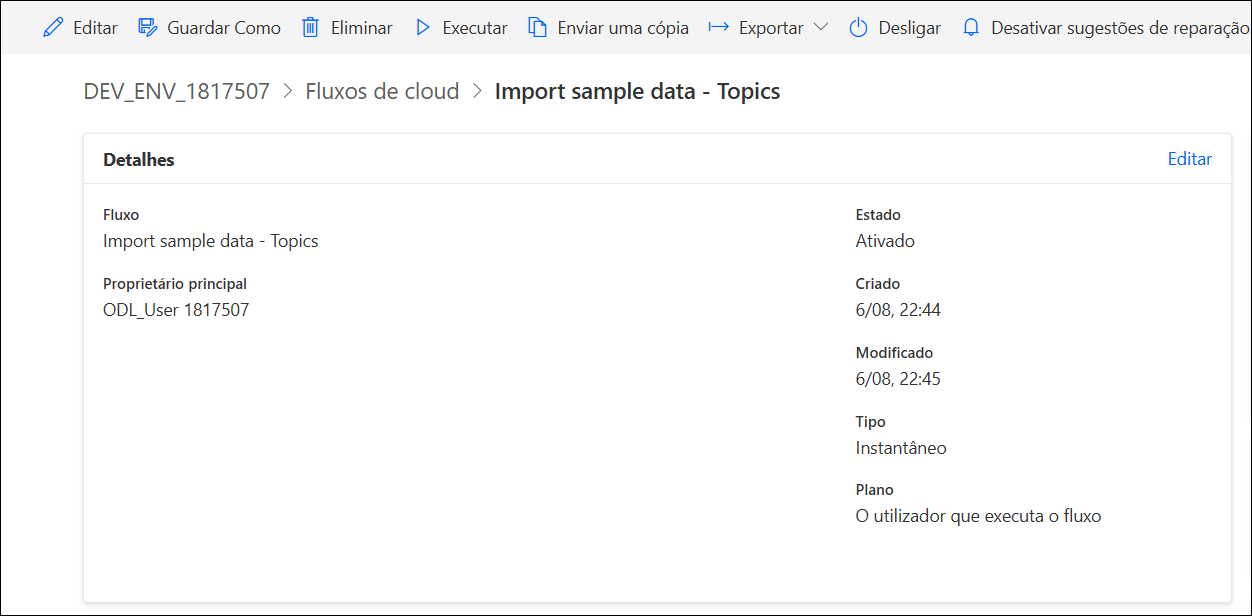 Editar Guardar Como Eliminar Executar Enviar uma cópia Exportar Desligar Desativar sugestões de reparação
DEV_ENV_1817507 > Fluxos de cloud > Import sample data - Topics
Detalhes Editar
Fluxo
Import sample data - Topics
Proprietário principal
ODL_User 1817507
Estado
Ativado
Criado
6/08, 22:44
Modificado
6/08, 22:45
Tipo
Instantâneo
Plano
O utilizador que executa o fluxo